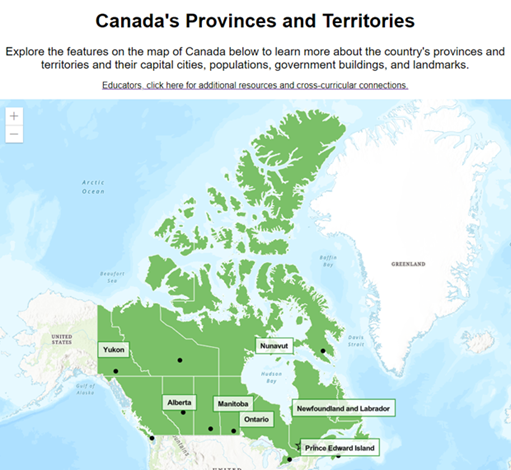 Canada's Provinces and Territories
Explore the features on the map of Canada below to learn more about the country's provinces and
territories and their capital cities, populations, government buildings, and landmarks.
Educators, click here for additional resources and cross-curricular connections.
+
−
Arctic
Ocean
Beaufort
Sea
Baffin
Bay
GREENLAND
UNITED
STATES
Davis
Strait
Yukon
Nunavut
Gulf of
Alaska
Hudson
Bay
Alberta
Manitoba
Newfoundland and Labrador
Ontario
Prince Edward Island
UNITED